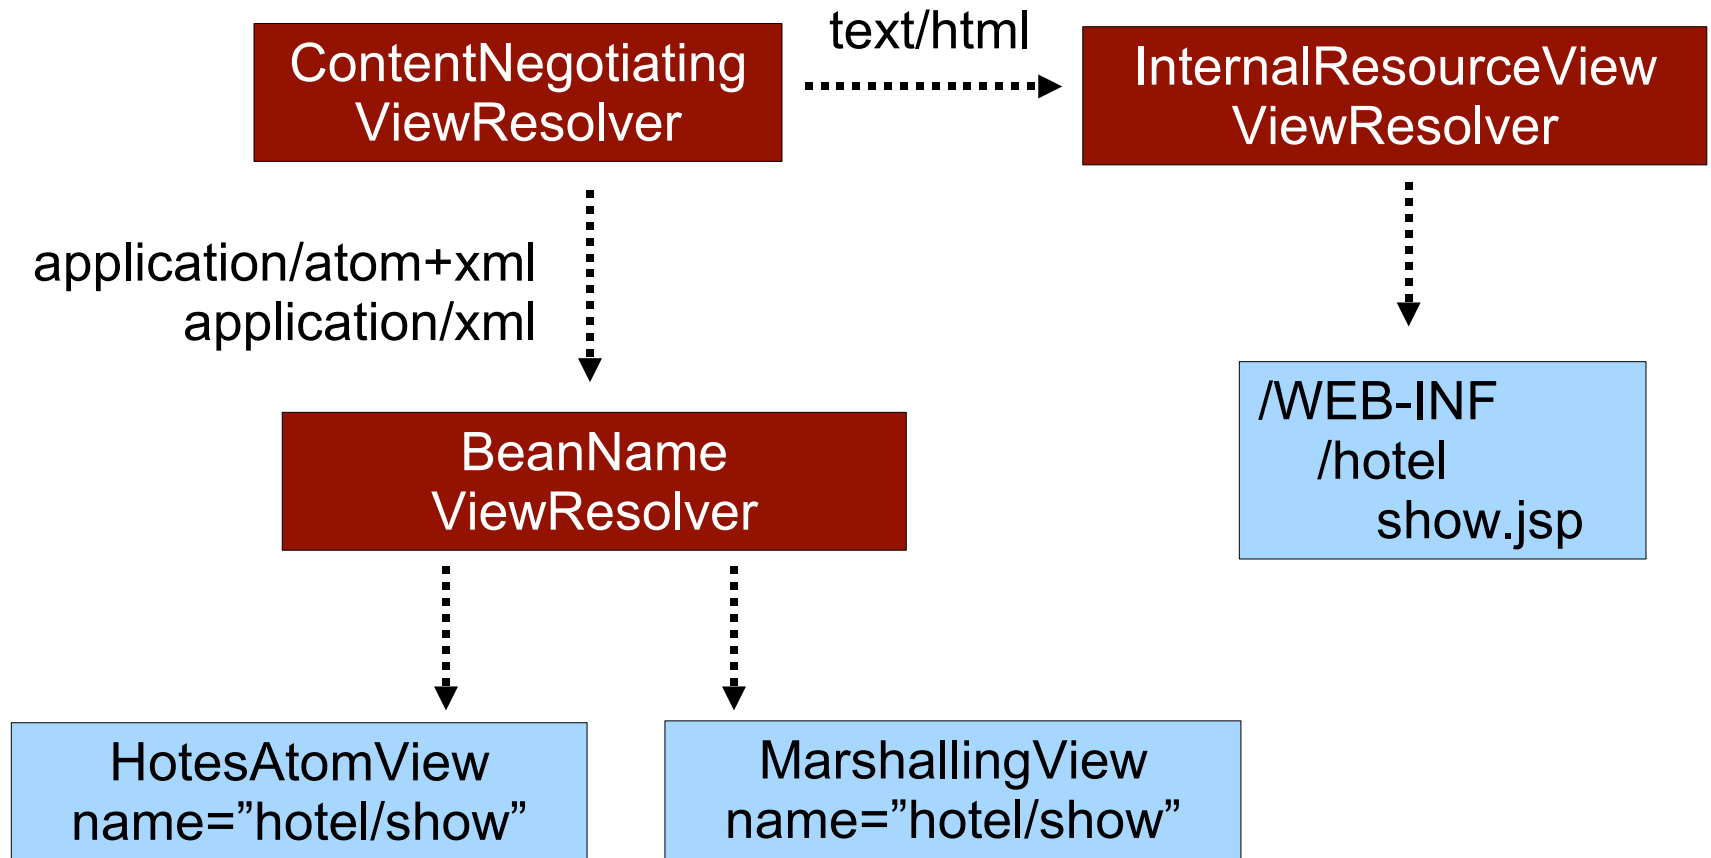 ContentNegotiating
ViewResolver
text/html
InternalResourceView
ViewResolver
application/atom+xml
application/xml
BeanName
ViewResolver
/WEB-INF
/hotel
show.jsp
HotesAtomView
name=”hotel/show”
MarshallingView
name=”hotel/show”